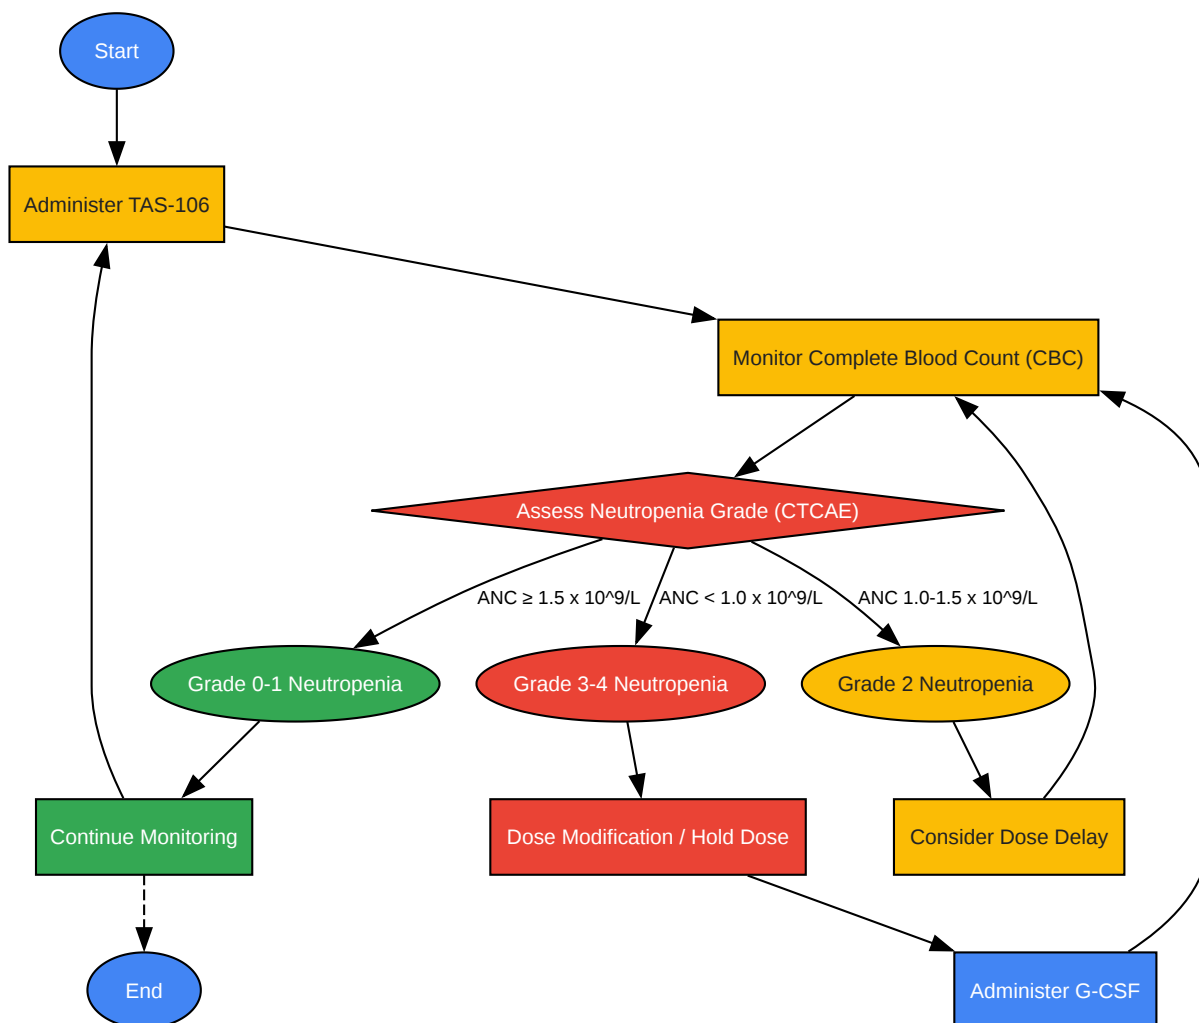 Start
Administer TAS-106
Monitor Complete Blood Count (CBC)
Assess Neutropenia Grade (CTCAE)
ANC ≥ 1.5 x 10^9/L
ANC < 1.0 x 10^9/L
ANC 1.0-1.5 x 10^9/L
Grade 0-1 Neutropenia
Grade 3-4 Neutropenia
Grade 2 Neutropenia
Continue Monitoring
Dose Modification / Hold Dose
Consider Dose Delay
End
Administer G-CSF